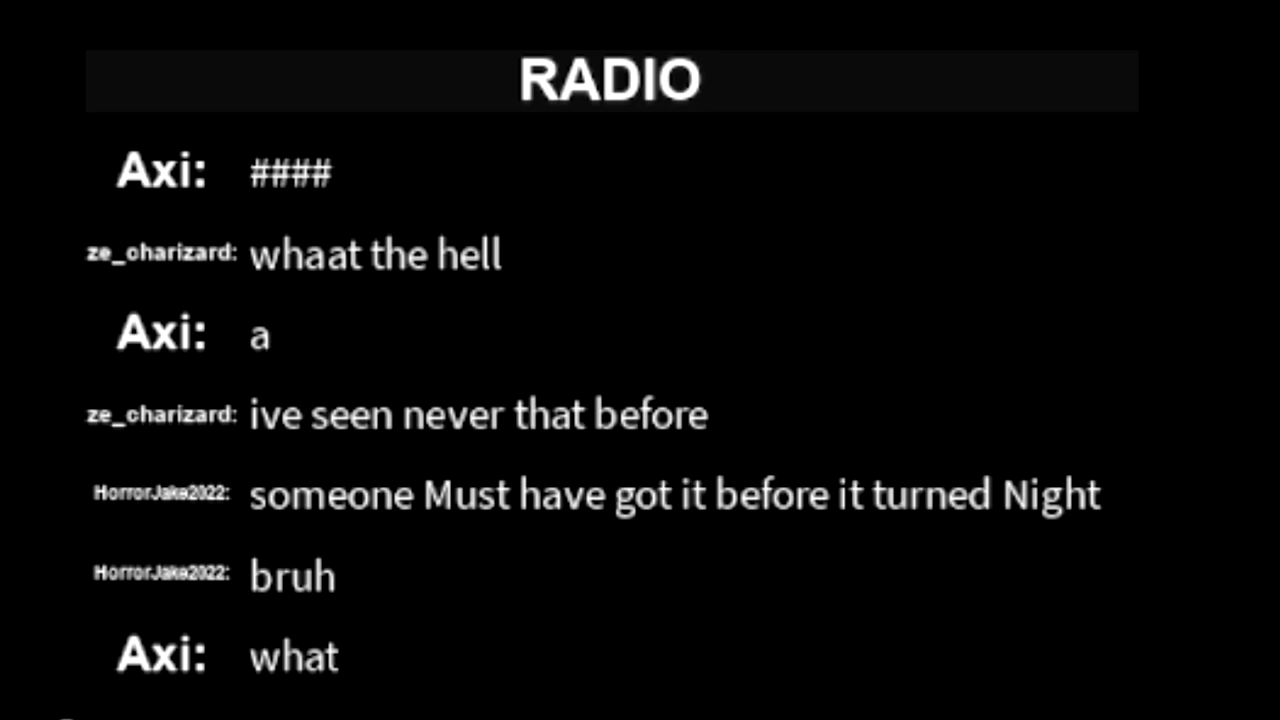 RADIO
Axi: ####
ze_charizard: whaat the hell
Axi: a
ze_charizard: ive seen never that before
HorrorJake2022: someone Must have got it before it turned Night
HorrorJake2022: bruh
Axi: what